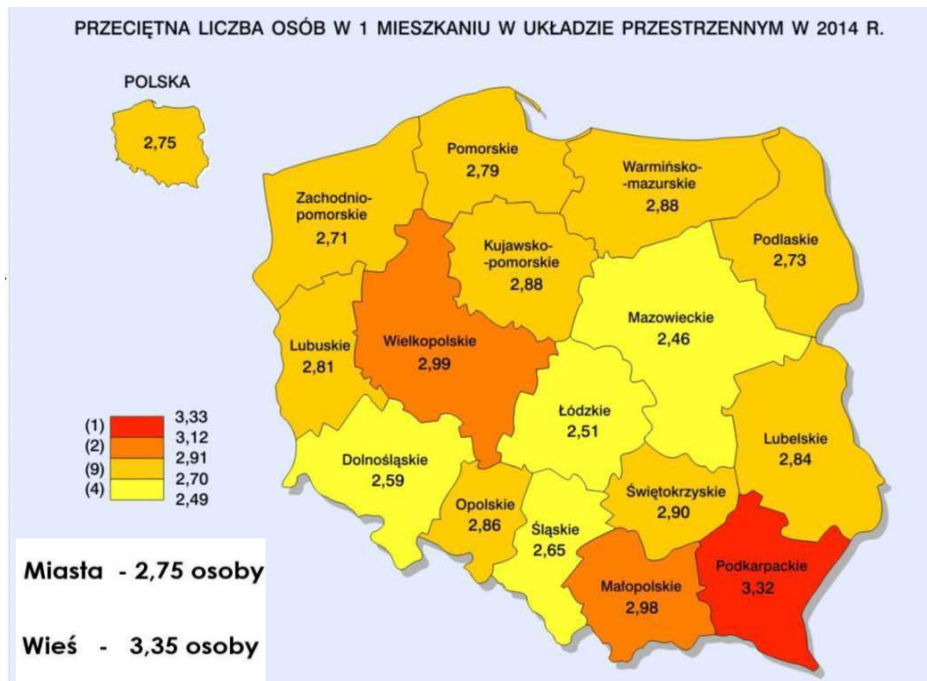 PRZECIĘTNA LICZBA OSÓB W 1 MIESZKANIU W UKŁADZIE PRZESTRZENNYM W 2014 R.
POLSKA
2,75
Pomorskie
2,79
Warmińsko-
-mazurskie
2,88
Zachodnio-
pomorskie
2,71
Kujawsko-
-pomorskie
2,88
Podlaskie
2,73
Mazowieckie
2,46
Lubuskie
2,81
Wielkopolskie
2,99
Łódzkie
2,51
Lubelskie
2,84
Dolnośląskie
2,59
Opolskie
2,86
Śląskie
2,65
Świętokrzyskie
2,90
Małopolskie
2,98
Podkarpackie
3,32
3,33
(1)
3,12
(2)
2,91
(9)
2,70
(4)
2,49
Miasta - 2,75 osoby
Wieś - 3,35 osoby